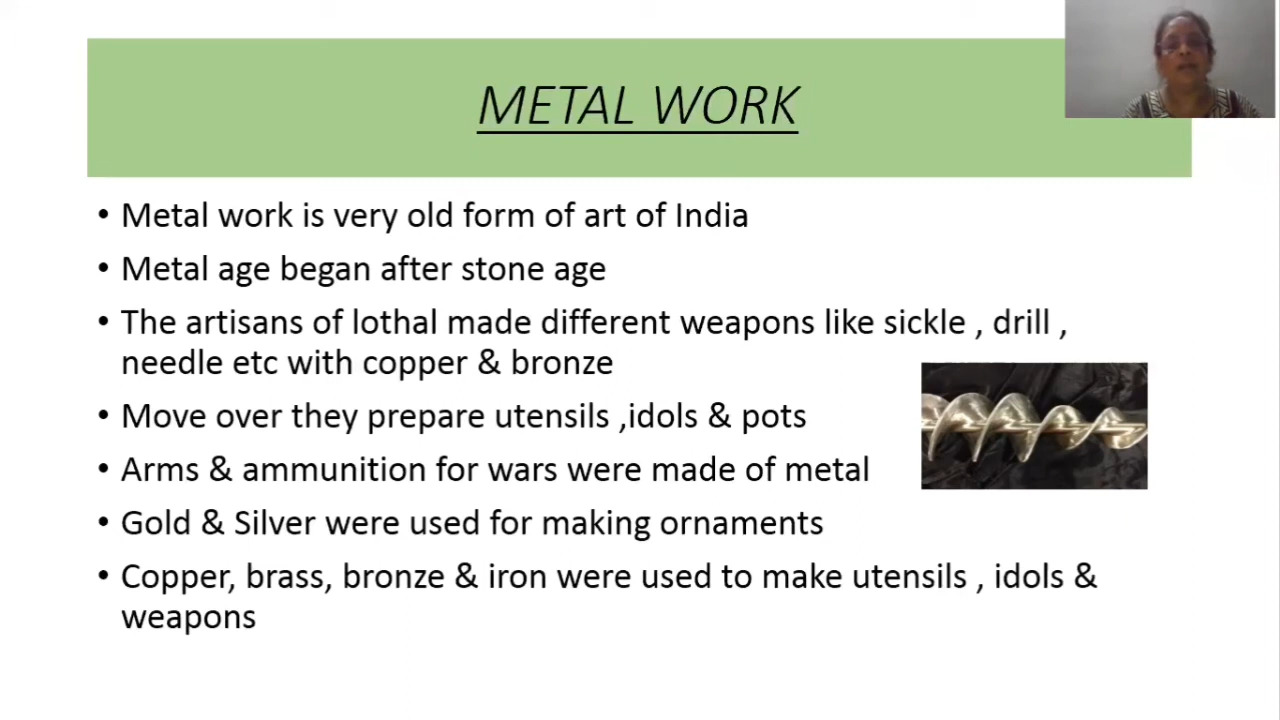 METAL WORK
• Metal work is very old form of art of India
• Metal age began after stone age
• The artisans of lothal made different weapons like sickle , drill ,
needle etc with copper & bronze
• Move over they prepare utensils ,idols & pots
• Arms & ammunition for wars were made of metal
• Gold & Silver were used for making ornaments
• Copper, brass, bronze & iron were used to make utensils , idols &
weapons